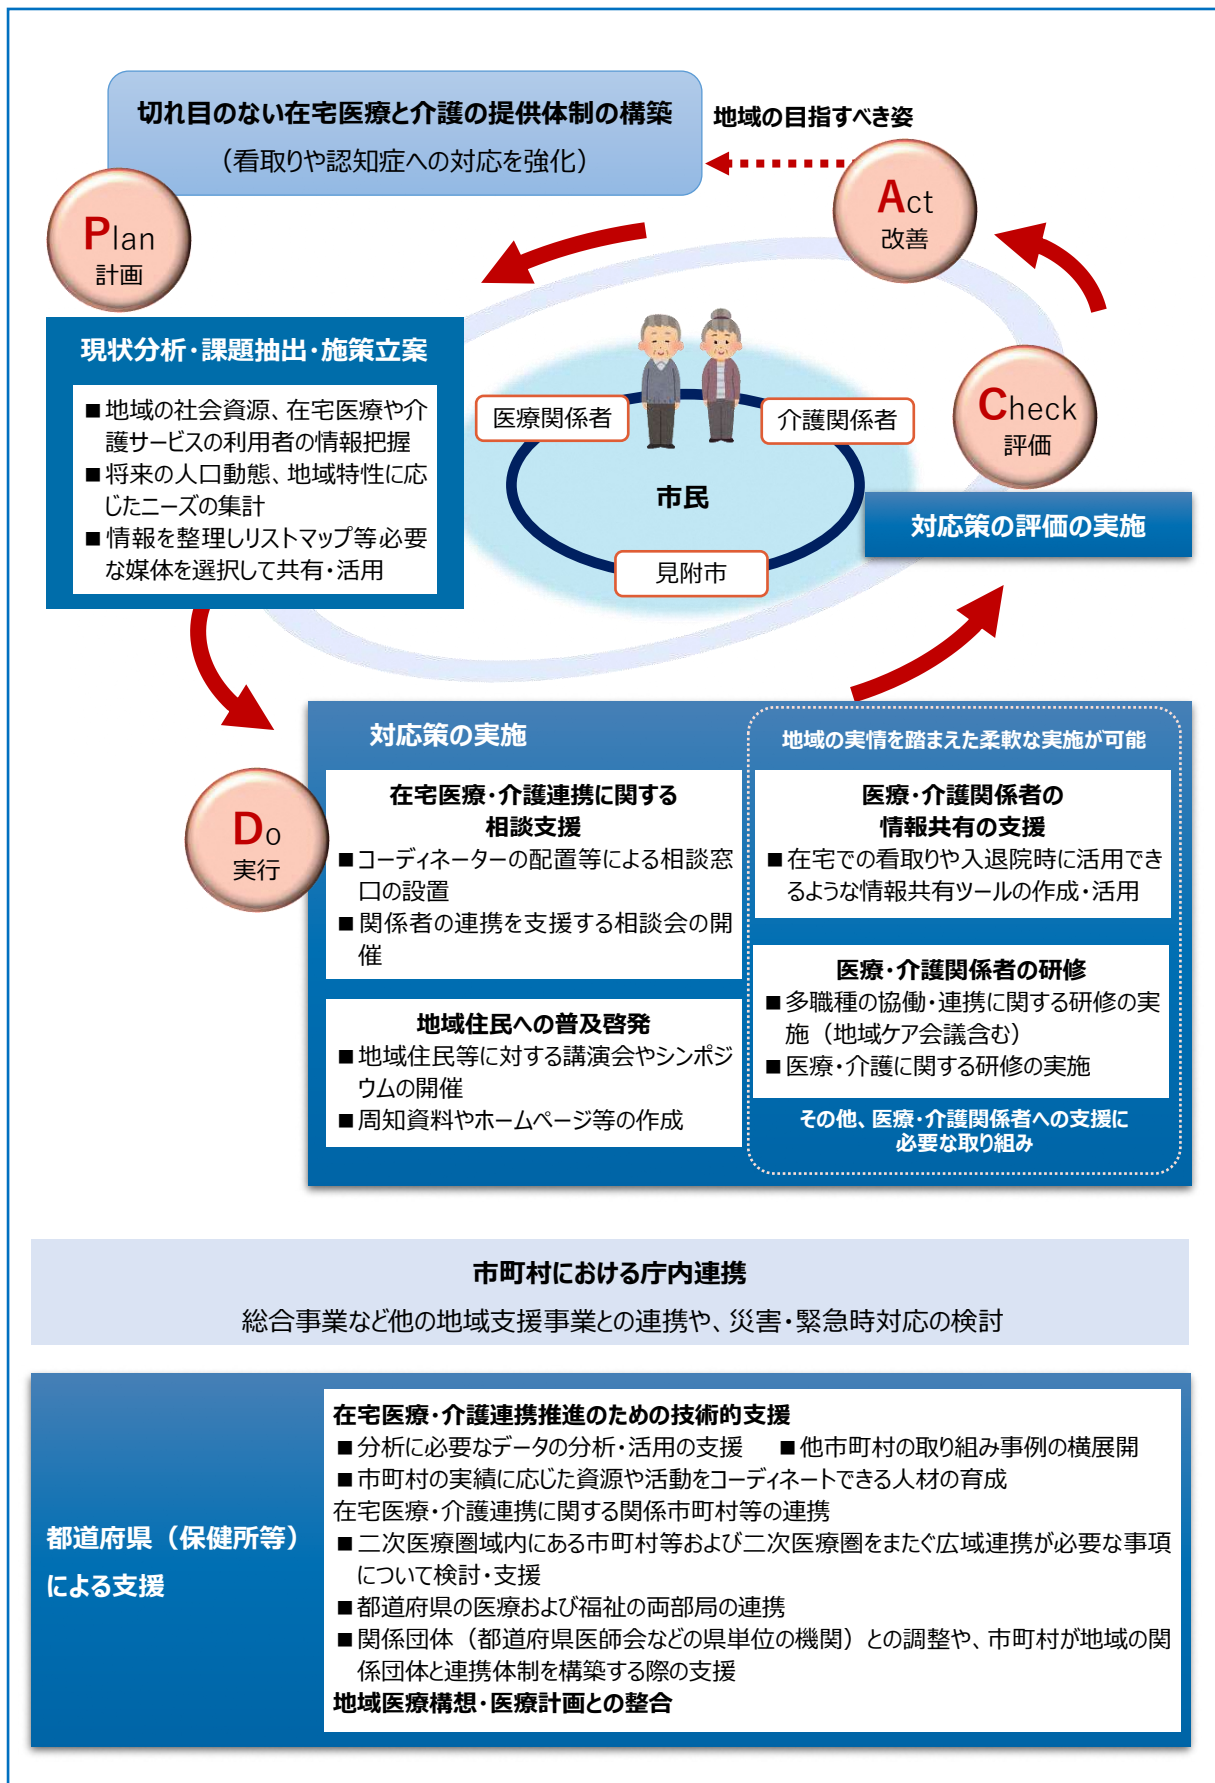 切れ目のない在宅医療と介護の提供体制の構築
（看取りや認知症への対応を強化）
地域の目指すべき姿
Plan
計画
Act
改善
現状分析・課題抽出・施策立案
■地域の社会資源、在宅医療や介
護サービスの利用者の情報把握
■将来の人口動態、地域特性に応
じたニーズの集計
■情報を整理しリストマップ等必要
な媒体を選択して共有・活用
医療関係者
介護関係者
市民
見附市
Check
評価
対応策の評価の実施
Do
実行
対応策の実施
在宅医療・介護連携に関する
相談支援
■コーディネーターの配置等による相談窓
口の設置
■関係者の連携を支援する相談会の開
催
地域住民への普及啓発
■地域住民等に対する講演会やシンポジ
ウムの開催
■周知資料やホームページ等の作成
地域の実情を踏まえた柔軟な実施が可能
医療・介護関係者の
情報共有の支援
■在宅での看取りや入退院時に活用でき
るような情報共有ツールの作成・活用
医療・介護関係者の研修
■多職種の協働・連携に関する研修の実
施（地域ケア会議含む）
■医療・介護に関する研修の実施
その他、医療・介護関係者への支援に
必要な取り組み
市町村における庁内連携
総合事業など他の地域支援事業との連携や、災害・緊急時対応の検討
都道府県（保健所等）
による支援
在宅医療・介護連携推進のための技術的支援
■分析に必要なデータの分析・活用の支援　■他市町村の取り組み事例の横展開
■市町村の実績に応じた資源や活動をコーディネートできる人材の育成
在宅医療・介護連携に関する関係市町村等の連携
■二次医療圏域内にある市町村等および二次医療圏をまたぐ広域連携が必要な事項
について検討・支援
■都道府県の医療および福祉の両部局の連携
■関係団体（都道府県医師会などの県単位の機関）との調整や、市町村が地域の関
係団体と連携体制を構築する際の支援
地域医療構想・医療計画との整合